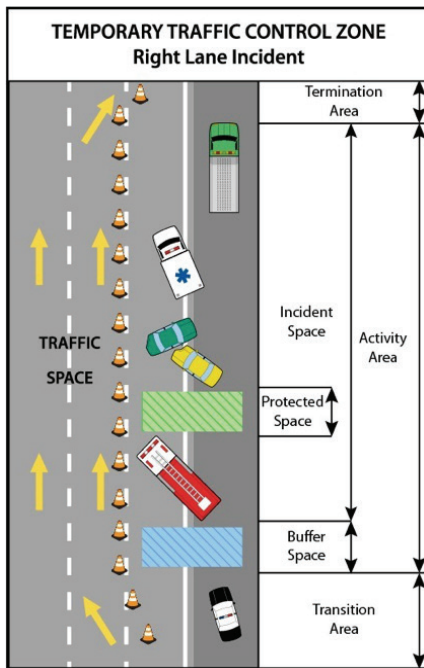 TEMPORARY TRAFFIC CONTROL ZONE
Right Lane Incident
Termination
Area
Incident
Space
Activity
Area
TRAFFIC
SPACE
Protected
Space
Buffer
Space
Transition
Area